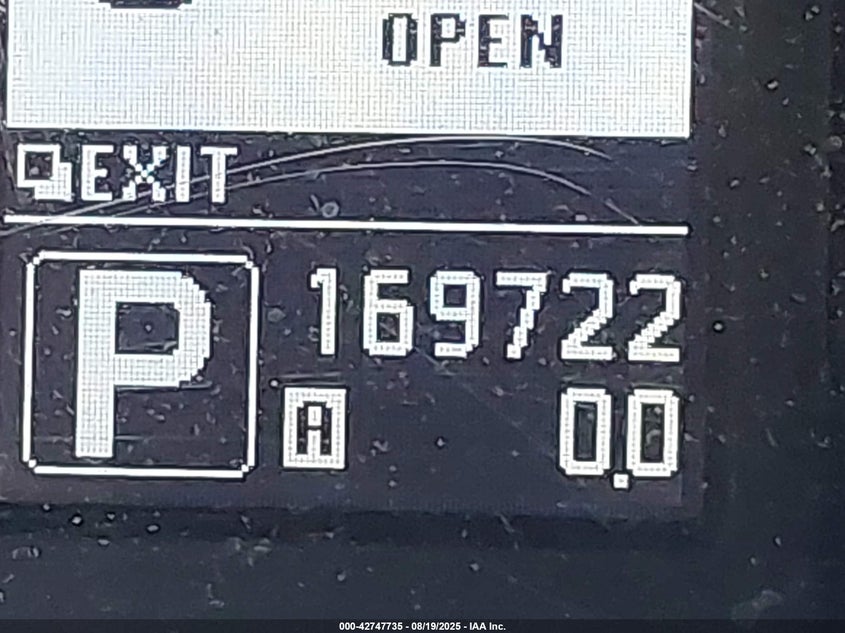 OPEN
EXIT
P
169722
A
0.0
000-42747735 - 08/19/2025 - IAA Inc.